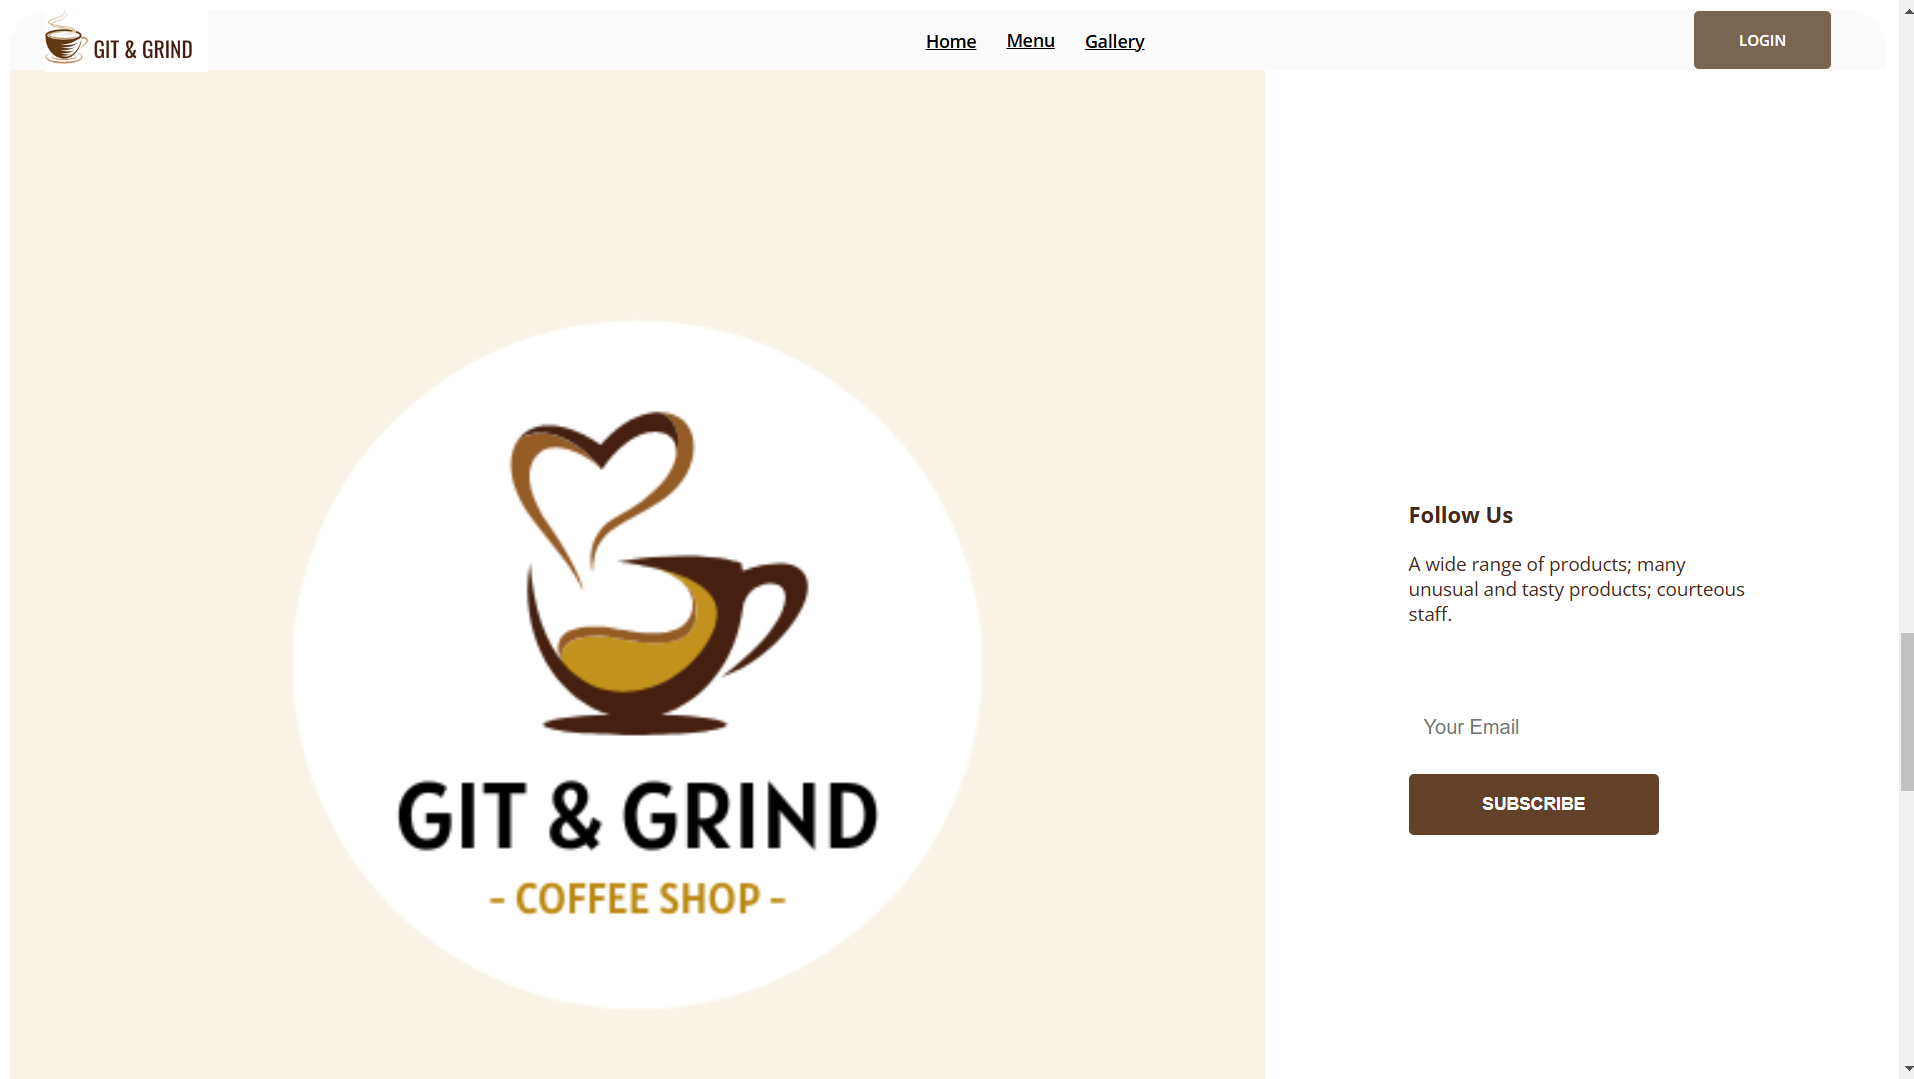 GIT & GRIND
Home
Menu
Gallery
LOGIN
GIT & GRIND
- COFFEE SHOP -
Follow Us
A wide range of products; many
unusual and tasty products; courteous
staff.
Your Email
SUBSCRIBE